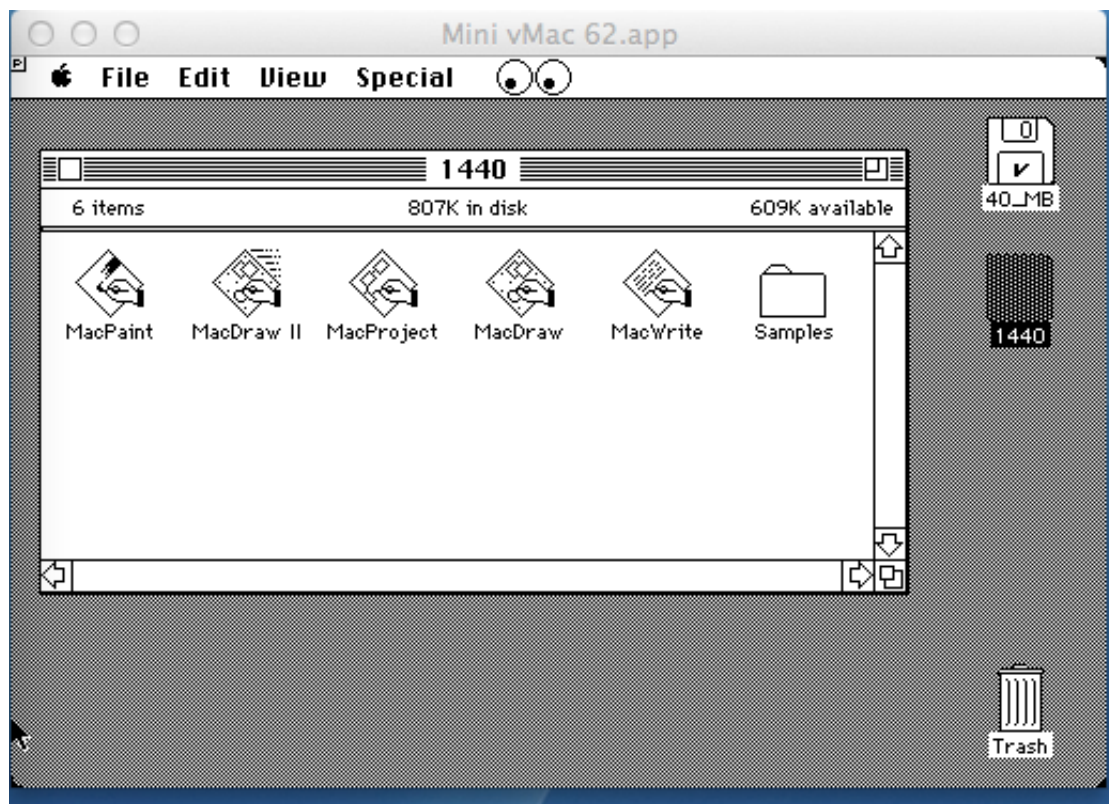 Mini vMac 62.app
P
File Edit View Special
1440
6 items 807K in disk 609K available
MacPaint MacDraw II MacProject MacDraw MacWrite Samples
0
v
40_MB
1440
Trash